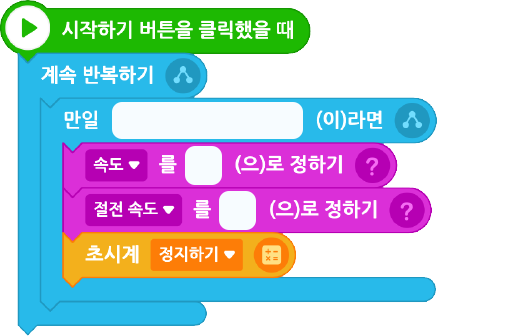 시작하기 버튼을 클릭했을 때
계속 반복하기
만일 (이)라면
속도 를 (으)로 정하기 ?
절전 속도 를 (으)로 정하기 ?
초시계 정지하기